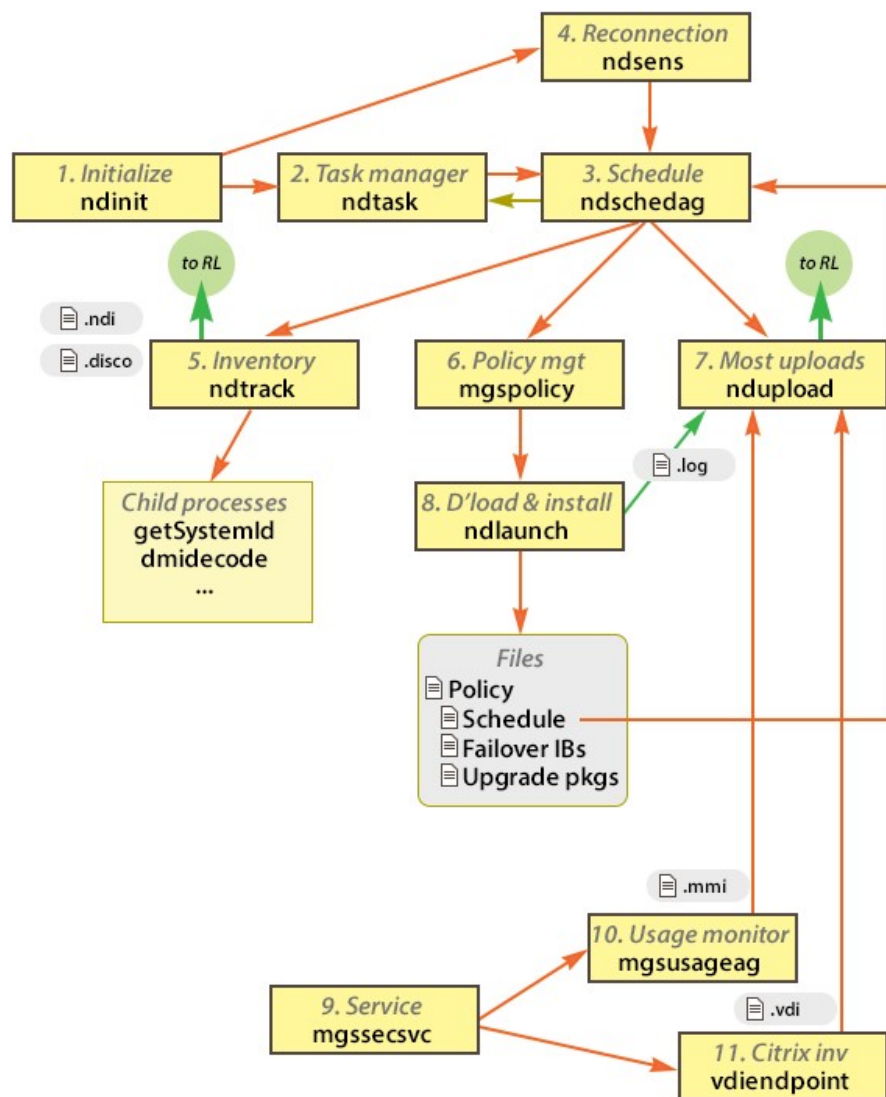 4. Reconnection
ndsens
1. Initialize
ndinit
2. Task manager
ndtask
3. Schedule
ndschedag
to RL
to RL
.ndi
.disco
5. Inventory
ndtrack
6. Policy mgt
mgspolicy
7. Most uploads
ndupload
.log
Child processes
getSystemId
dmidecode
...
8. D'load & install
ndlaunch
Files
Policy
Schedule
Failover IBs
Upgrade pkgs
.mmi
10. Usage monitor
mgsusageag
9. Service
mgssecsvc
.vdi
11. Citrix inv
vdiendpoint